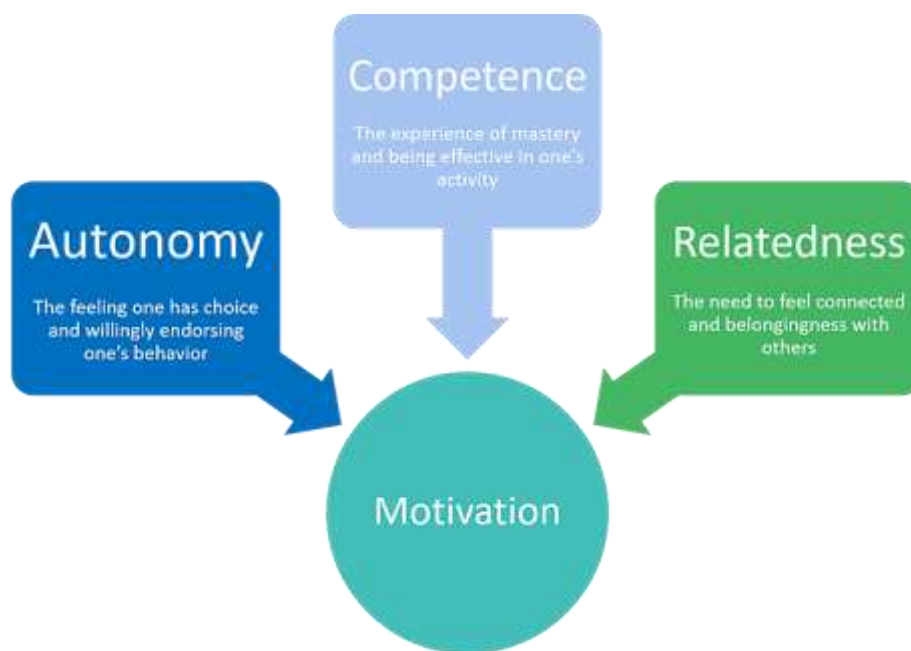 Competence
The experience of mastery
and being effective in one's
activity
Autonomy
The feeling one has choice
and willingly endorsing
one's behavior
Relatedness
The need to feel connected
and belongingness with
others
Motivation